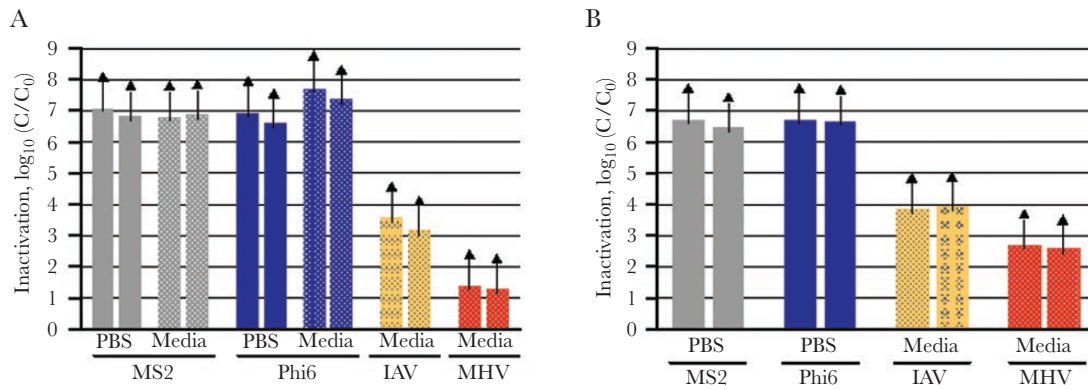 A
Inactivation, log10 (C/C0)
9
8
7
6
5
4
3
2
1
0
PBS Media PBS Media Media Media
MS2 Phi6 IAV MHV
B
Inactivation, log10 (C/C0)
9
8
7
6
5
4
3
2
1
0
PBS PBS Media Media
MS2 Phi6 IAV MHV